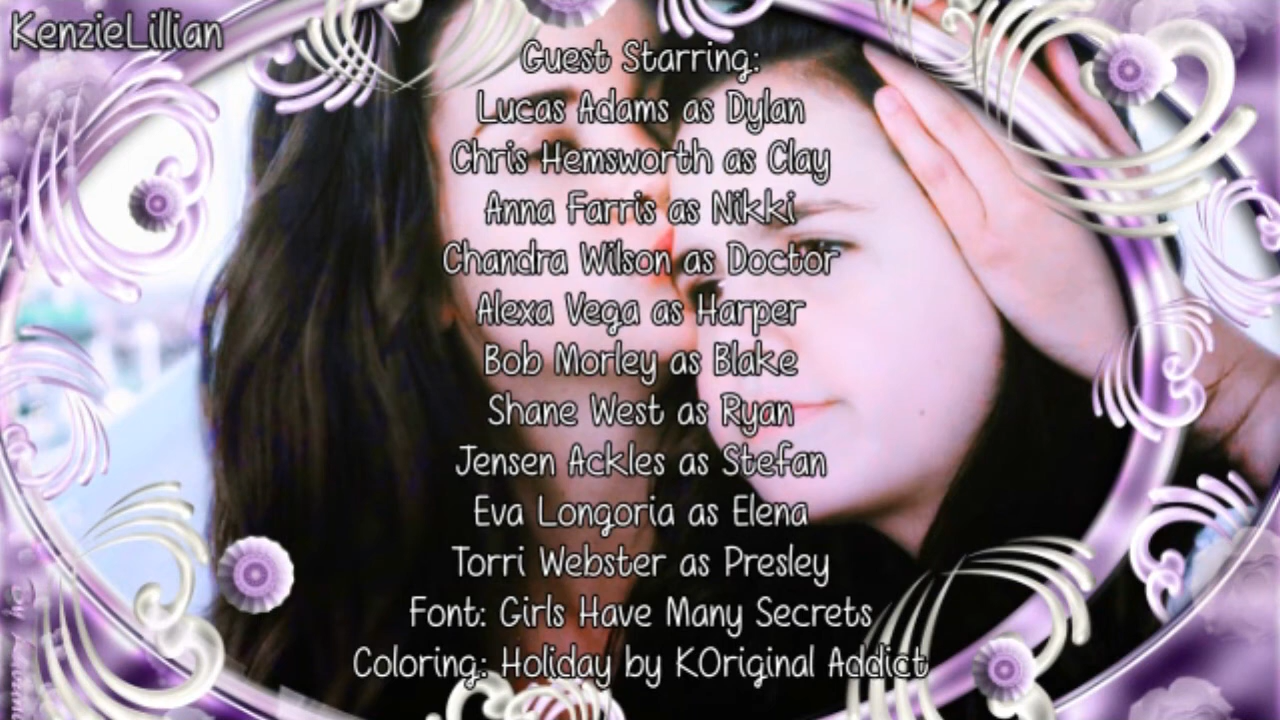 KenzieLillian
Guest Starring:
Lucas Adams as Dylan
Chris Hemsworth as Clay
Anna Farris as Nikki
Chandra Wilson as Doctor
Alexa Vega as Harper
Bob Morley as Blake
Shane West as Ryan
Jensen Ackles as Stefan
Eva Longoria as Elena
Torri Webster as Presley
Font: Girls Have Many Secrets
Coloring: Holiday by KOriginal Addict